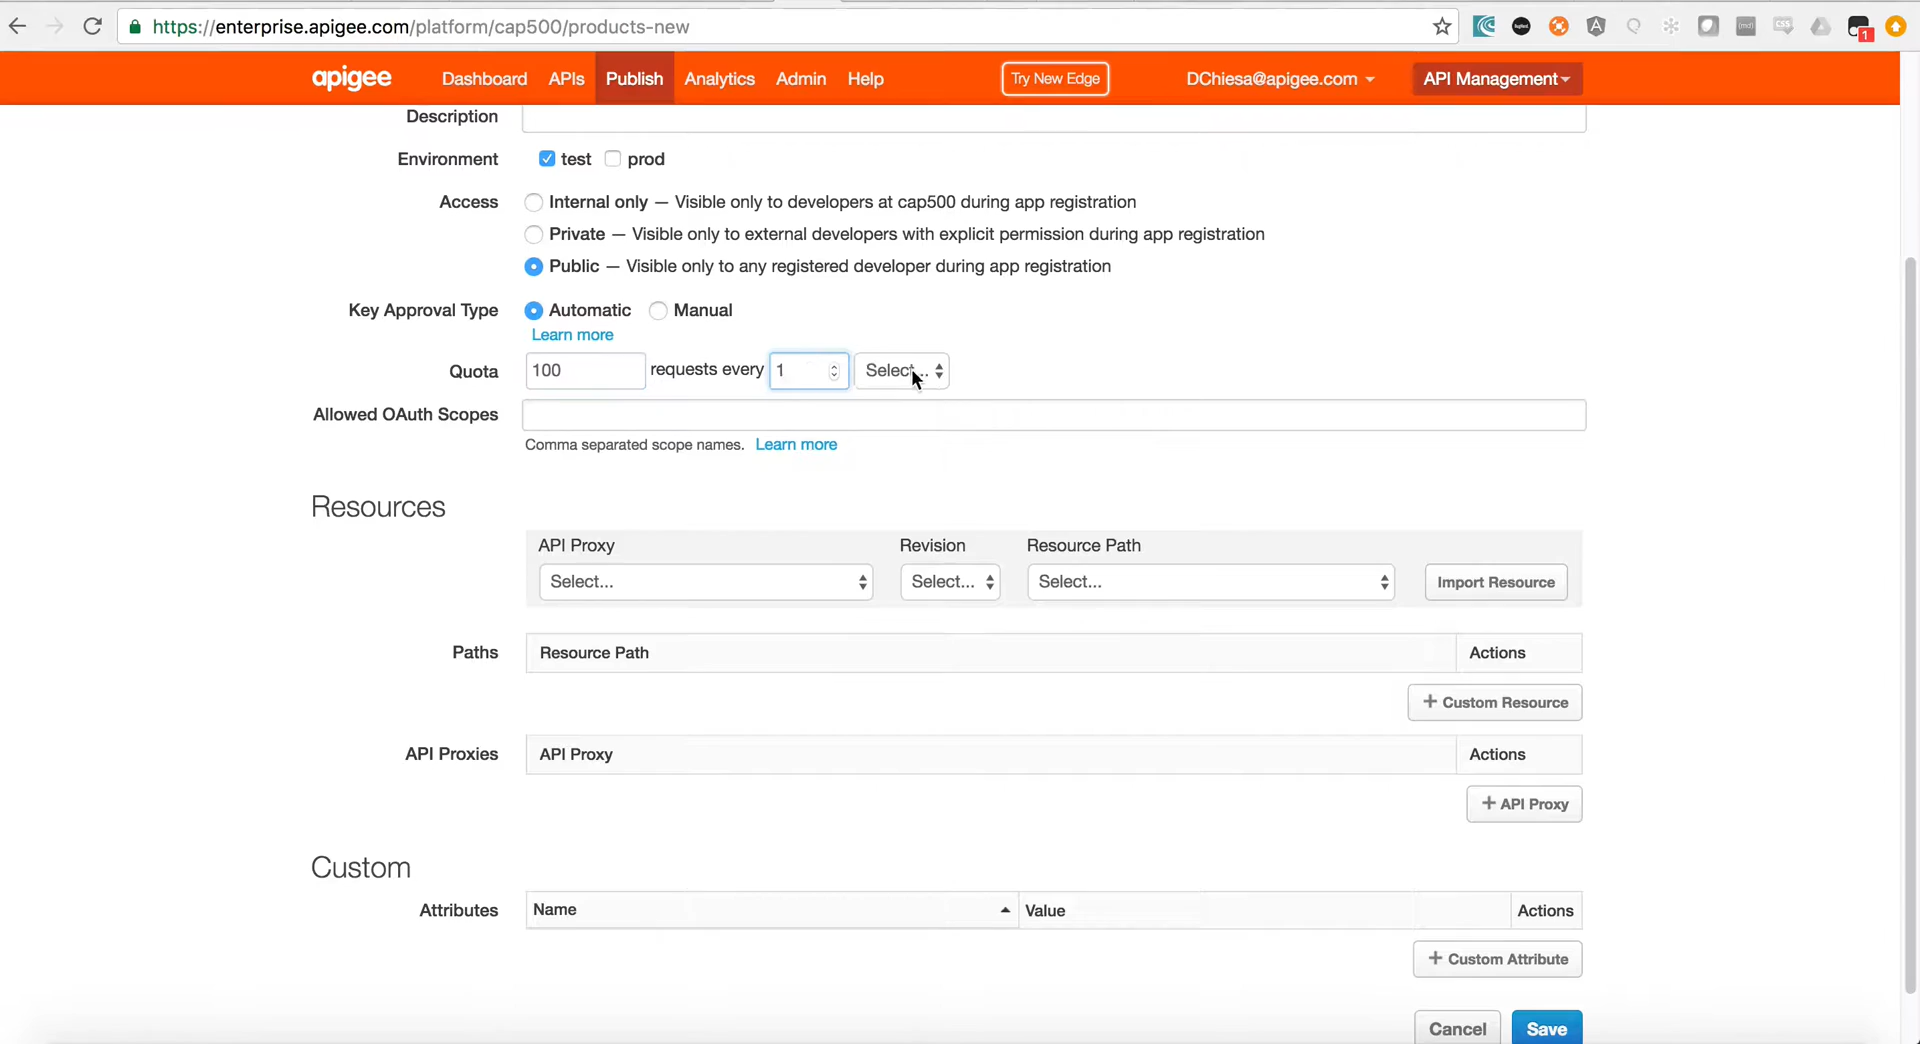 https://enterprise.apigee.com/platform/cap500/products-new
1
apigee Dashboard APIs Publish Analytics Admin Help Try New Edge DChiesa@apigee.com API Management
Description
Environment test prod
Access Internal only — Visible only to developers at cap500 during app registration
Private — Visible only to external developers with explicit permission during app registration
Public — Visible only to any registered developer during app registration
Key Approval Type Automatic Manual
Learn more
Quota 100 requests every 1 Select...
Allowed OAuth Scopes
Comma separated scope names. Learn more
Resources
API Proxy Revision Resource Path
Select... Select... Select... Import Resource
Paths Resource Path Actions
+ Custom Resource
API Proxies API Proxy Actions
+ API Proxy
Custom
Attributes Name Value Actions
+ Custom Attribute
Cancel Save